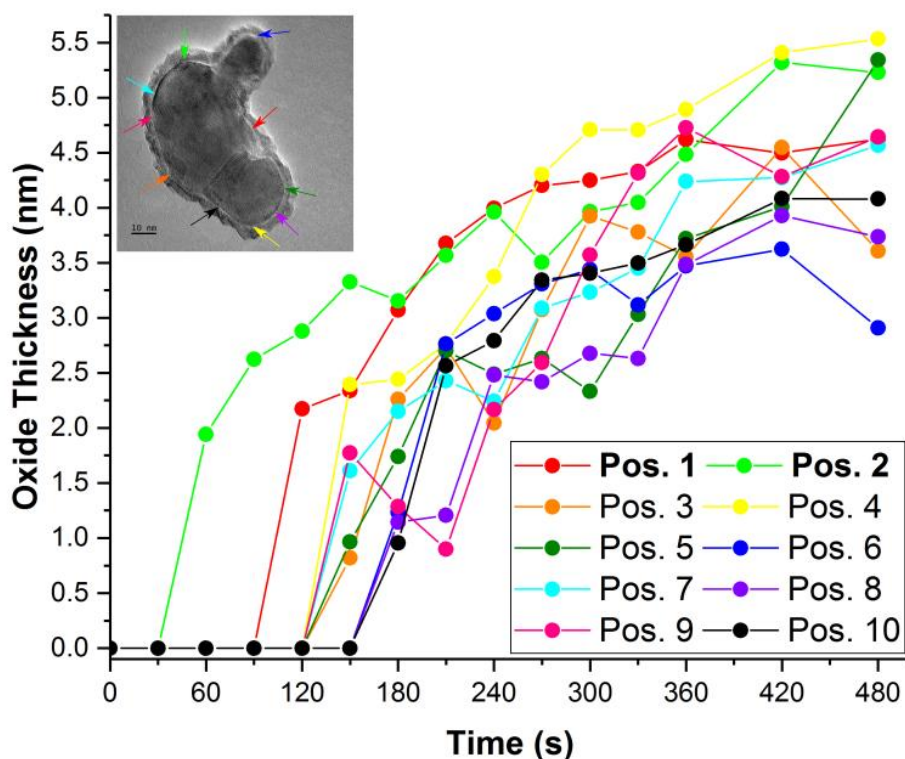 Oxide Thickness (nm)
5.5
5.0
4.5
4.0
3.5
3.0
2.5
2.0
1.5
1.0
0.5
0.0
10 nm
Pos. 1 Pos. 2
Pos. 3 Pos. 4
Pos. 5 Pos. 6
Pos. 7 Pos. 8
Pos. 9 Pos. 10
0 60 120 180 240 300 360 420 480
Time (s)